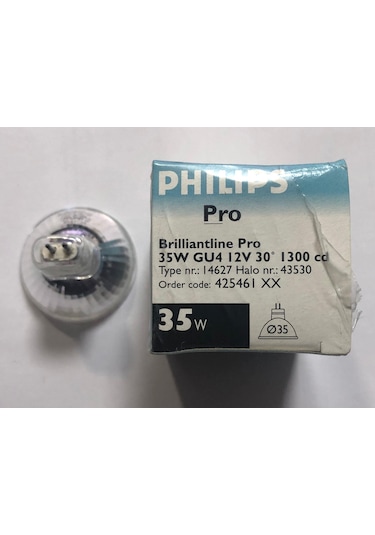 PHILIPS
Pro
Brilliantline Pro
35W GU4 12V 30° 1300 cd
Type nr.: 14627 Halo nr.: 43530
Order code: 425461 XX
35W
Ø35